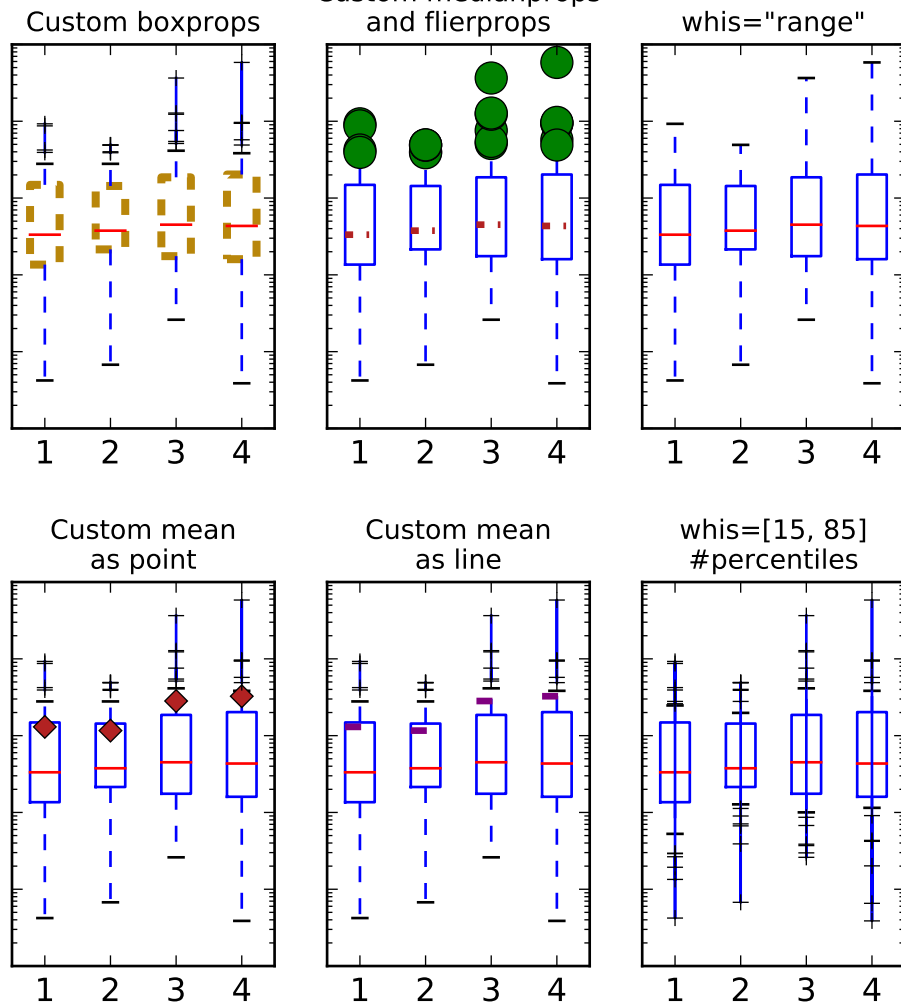 Custom boxprops
and flierprops
whis="range"
1 2 3 4
1 2 3 4
1 2 3 4
Custom mean
as point
Custom mean
as line
whis=[15, 85]
#percentiles
1 2 3 4
1 2 3 4
1 2 3 4